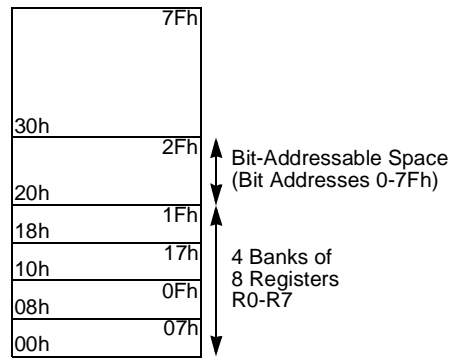 7Fh
30h
2Fh
Bit-Addressable Space
(Bit Addresses 0-7Fh)
20h
1Fh
18h
17h
4 Banks of
8 Registers
R0-R7
10h
0Fh
08h
07h
00h